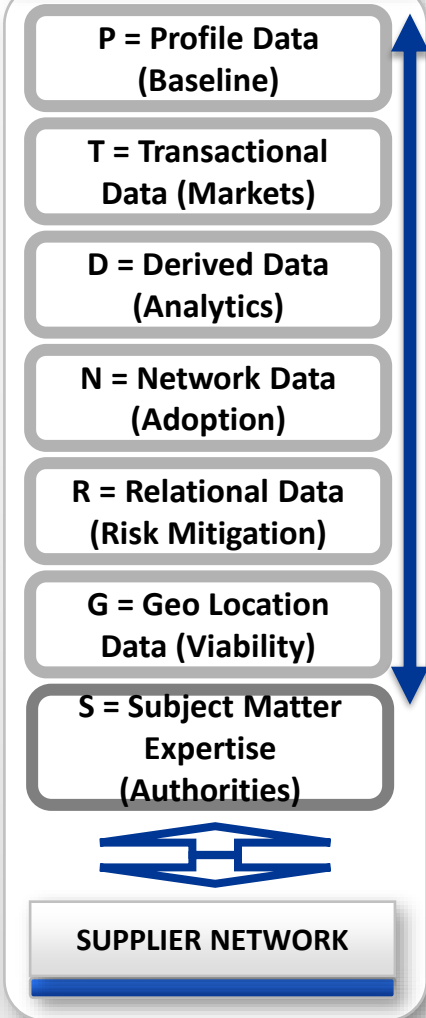 P = Profile Data
(Baseline)
T = Transactional
Data (Markets)
D = Derived Data
(Analytics)
N = Network Data
(Adoption)
R = Relational Data
(Risk Mitigation)
G = Geo Location
Data (Viability)
S = Subject Matter
Expertise
(Authorities)
SUPPLIER NETWORK